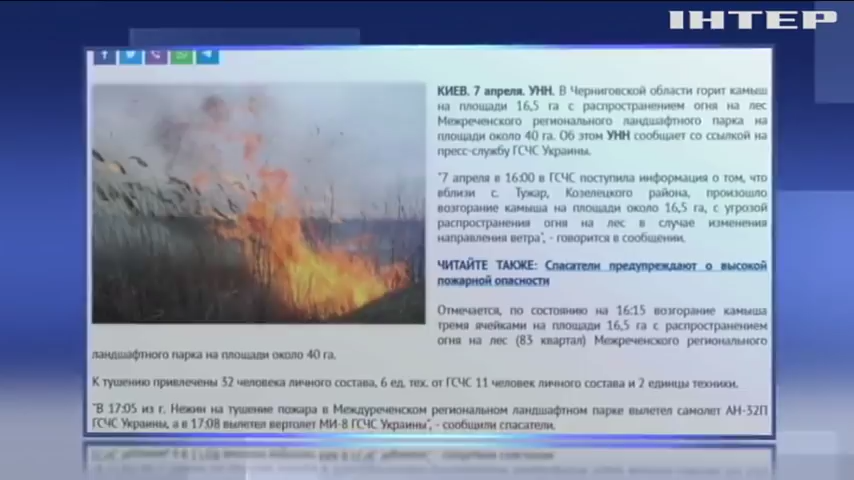 ІНТЕР
КИЕВ. 7 апреля. УНН. В Черниговской области горит камыш
на площади 16,5 га с распространением огня на лес
Межреченского регионального ландшафтного парка на
площади около 40 га. Об этом УНН сообщает со ссылкой на
пресс-службу ГСЧС Украины.
"7 апреля в 16:00 в ГСЧС поступила информация о том, что
вблизи с. Тужар, Козелецкого района, произошло
возгорание камыша на площади около 16,5 га, с угрозой
распространения огня на лес в случае изменения
направления ветра", - говорится в сообщении.
ЧИТАЙТЕ ТАКЖЕ: Спасатели предупреждают о высокой
пожарной опасности
Отмечается, по состоянию на 16:15 возгорание камыша
тремя ячейками на площади 16,5 га с распространением
огня на лес (83 квартал) Межреченского регионального
ландшафтного парка на площади около 40 га.
К тушению привлечены 32 человека личного состава, 6 ед. тех. от ГСЧС 11 человек личного состава и 2 единцы техники.
"В 17:05 из г. Нежин на тушение пожара в Междуреченском региональном ландшафтном парке вылетел самолет АН-32П
ГСЧС Украины, а в 17:08 вылетел вертолет МИ-8 ГСЧС Украины", - сообщили спасатели.